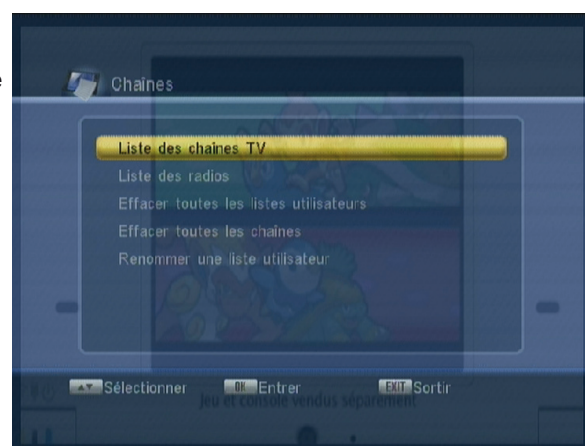 e
Chaînes
Liste des chaînes TV
Liste des radios
Effacer toutes les listes utilisateurs
Effacer toutes les chaînes
Renommer une liste utilisateur
Sélectionner OK Entrer EXIT Sortir
Jeu et console vendus séparément